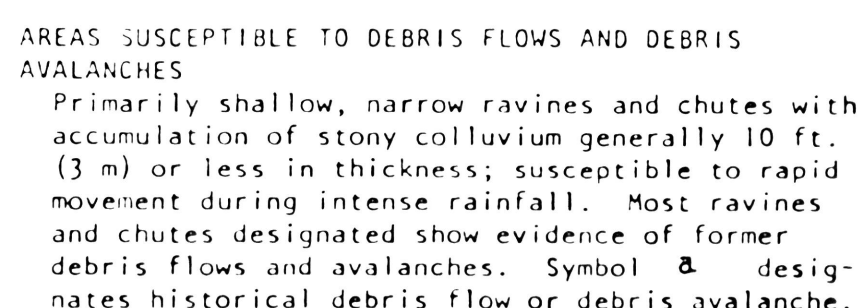 AREAS SUSCEPTIBLE TO DEBRIS FLOWS AND DEBRIS
AVALANCHES
Primarily shallow, narrow ravines and chutes with
accumulation of stony colluvium generally 10 ft.
(3 m) or less in thickness; susceptible to rapid
movement during intense rainfall. Most ravines
and chutes designated show evidence of former
debris flows and avalanches. Symbol a desig-
nates historical debris flow or debris avalanche.